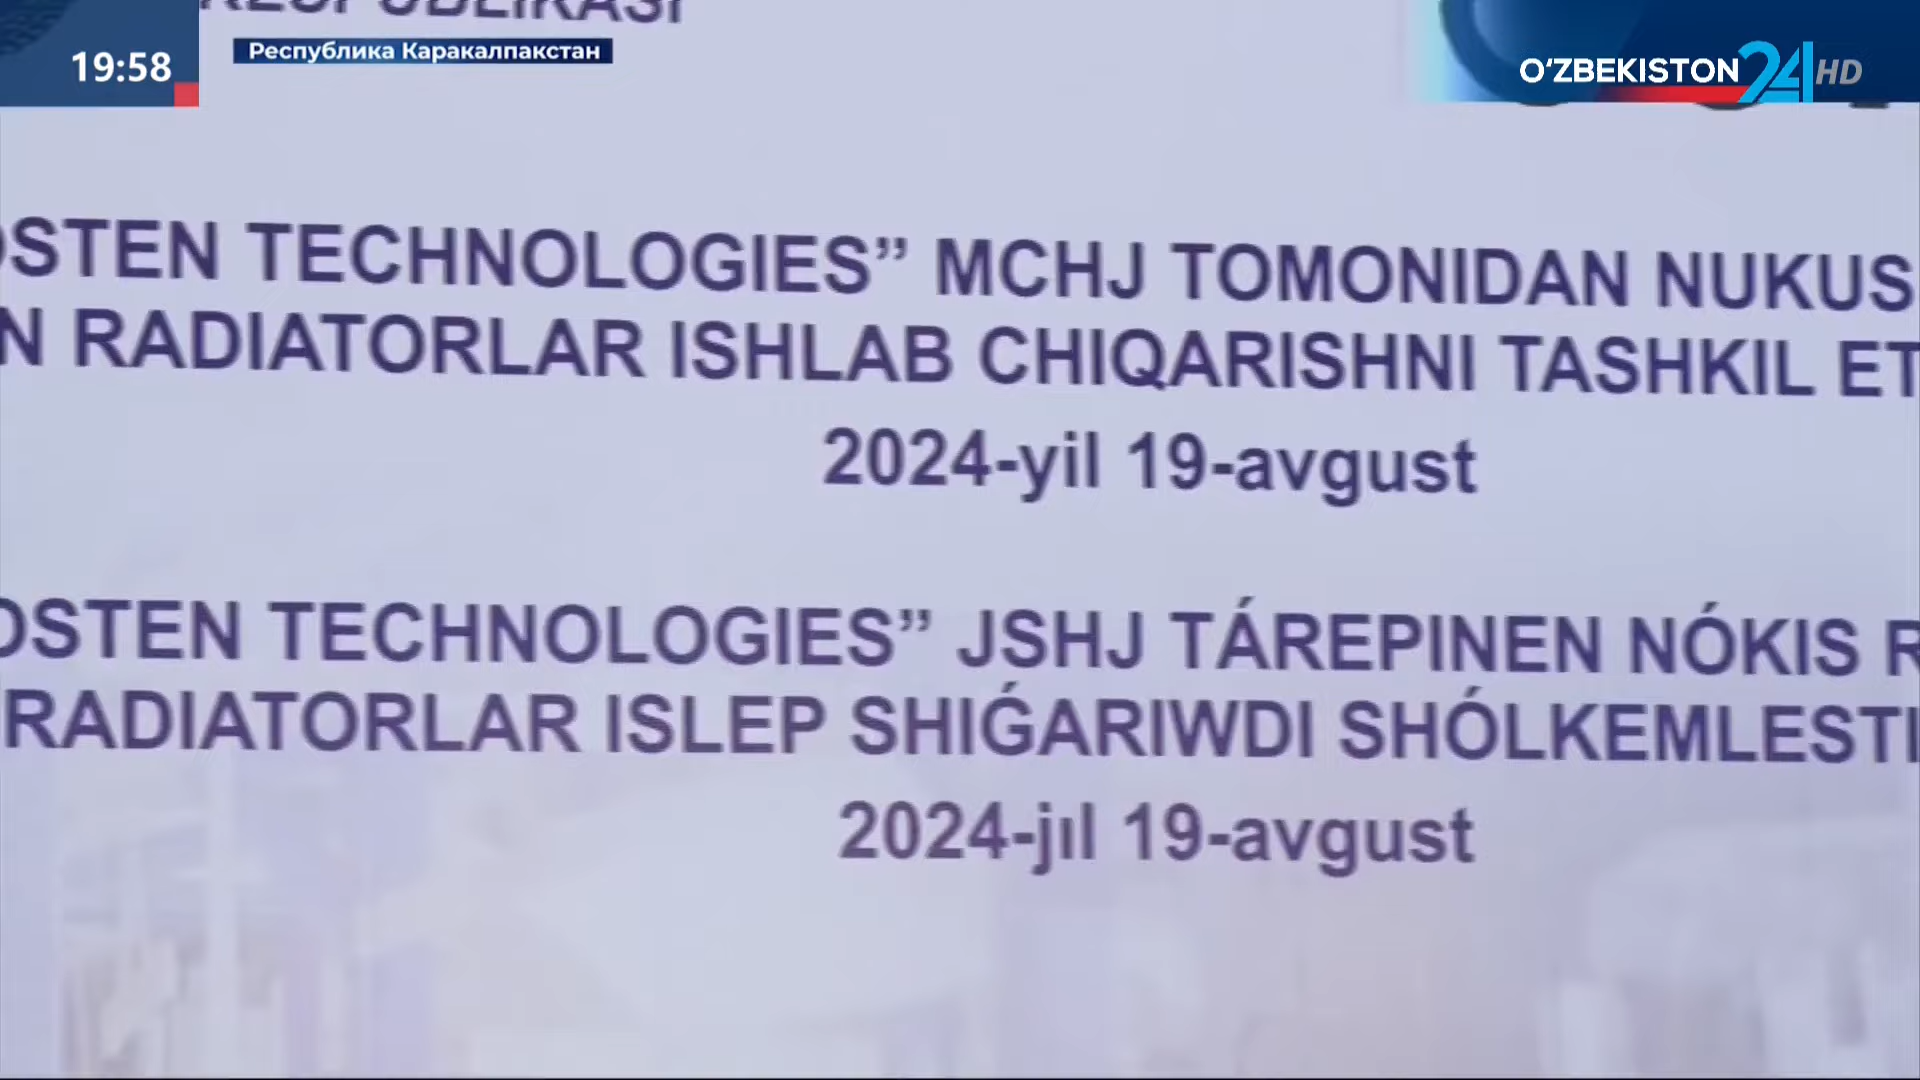 RESPUBLIKASI
Республика Каракалпакстан
19:58
O‘ZBEKISTON 24 HD
OSTEN TECHNOLOGIES” MCHJ TOMONIDAN NUKUS
N RADIATORLAR ISHLAB CHIQARISHNI TASHKIL ET
2024-yil 19-avgust
OSTEN TECHNOLOGIES” JSHJ TÁREPINEN NÓKIS R
RADIATORLAR ISLEP SHIǴARIWDI SHÓLKEMLESTI
2024-jıl 19-avgust